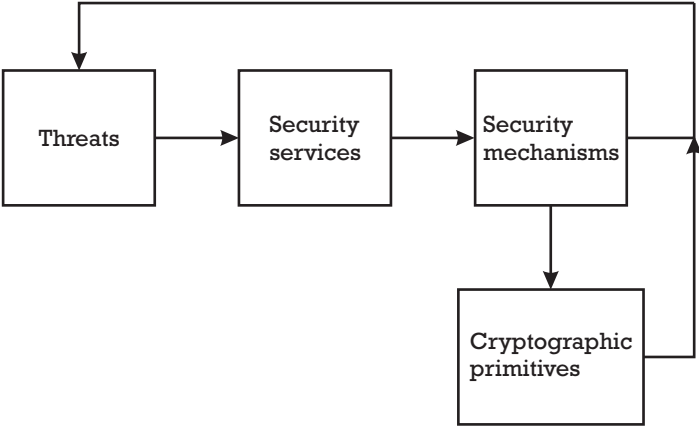 Threats
Security
services
Security
mechanisms
Cryptographic
primitives